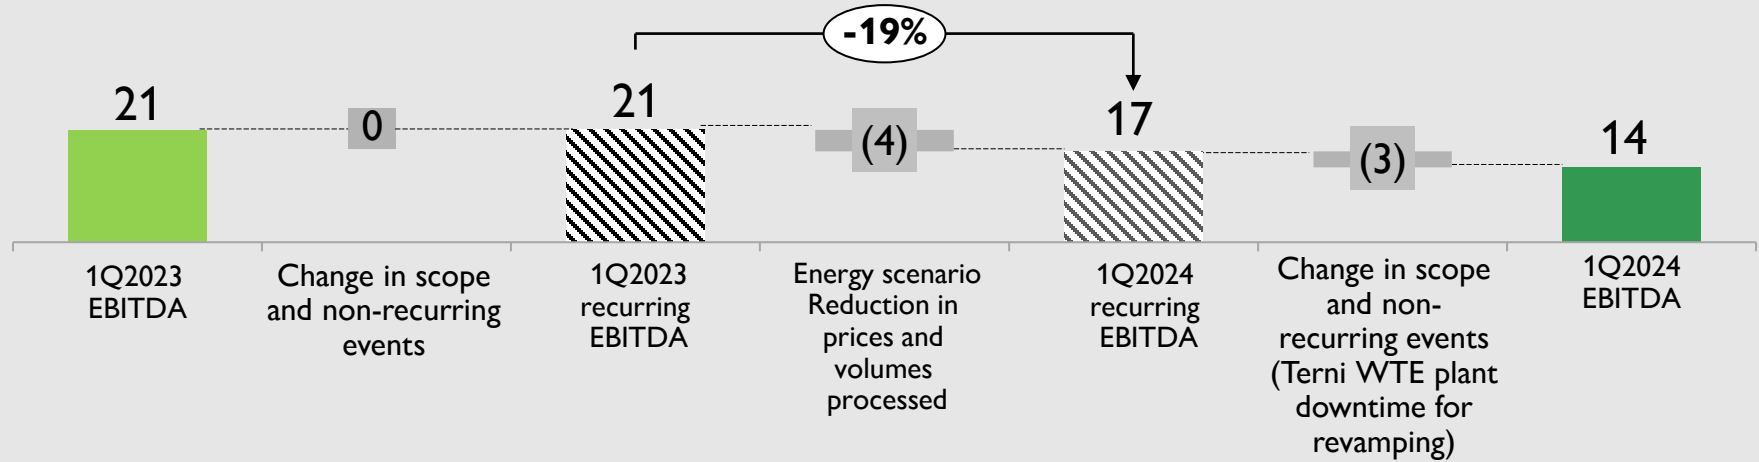 -19%
21
0
21
(4)
17
(3)
14
1Q2023
EBITDA
Change in scope
and non-recurring
events
1Q2023
recurring
EBITDA
Energy scenario
Reduction in
prices and
volumes
processed
1Q2024
recurring
EBITDA
Change in scope
and non-
recurring events
(Terni WTE plant
downtime for
revamping)
1Q2024
EBITDA